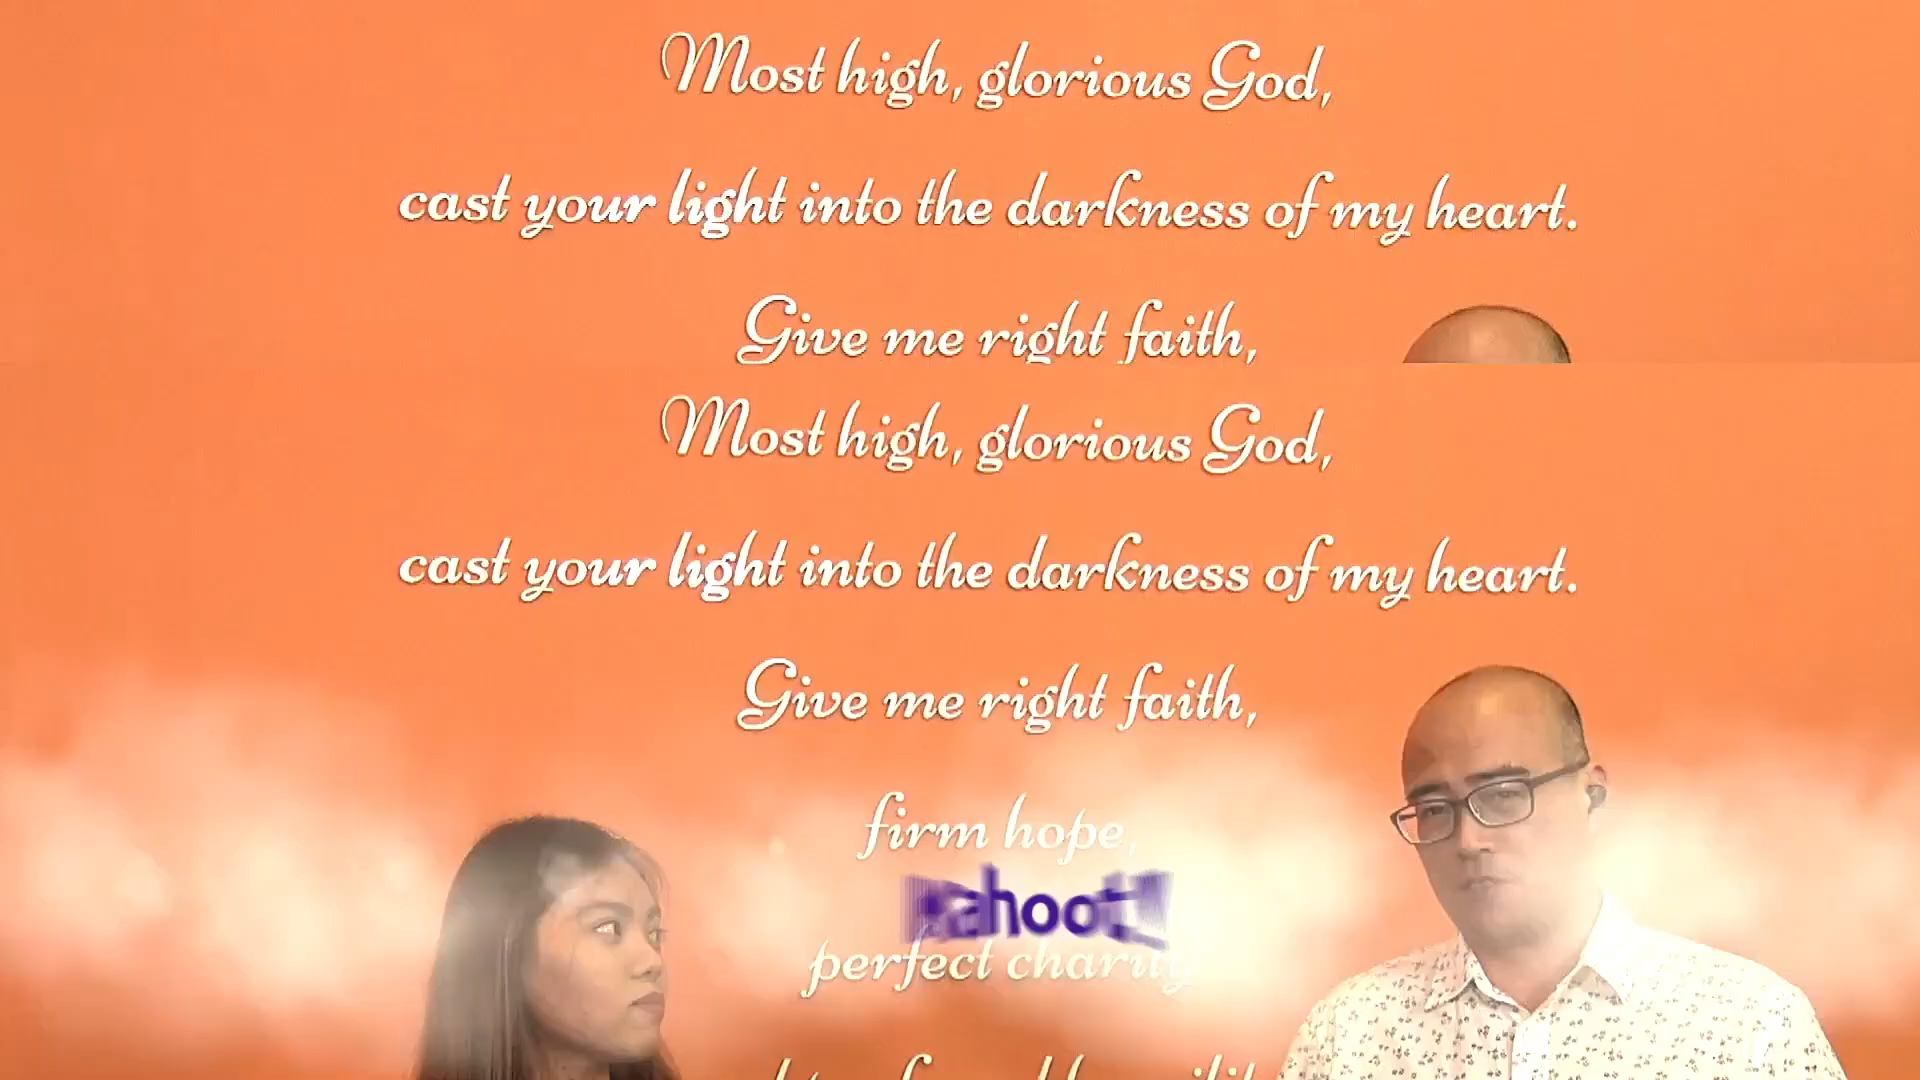 Most high, glorious God,
cast your light into the darkness of my heart.
Give me right faith,
Most high, glorious God,
cast your light into the darkness of my heart.
Give me right faith,
firm hope,
perfect